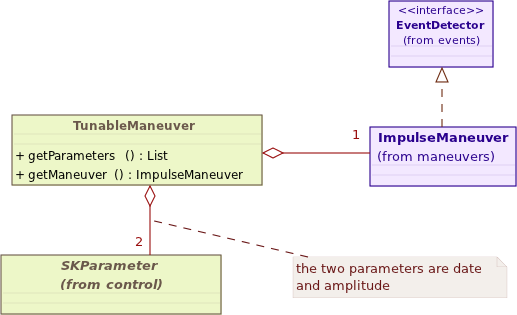 <<interface>>
EventDetector
(from events)
TunableManeuver
+ getParameters () : List
+ getManeuver () : ImpulseManeuver
1
ImpulseManeuver
(from maneuvers)
2
SKParameter
(from control)
the two parameters are date
and amplitude